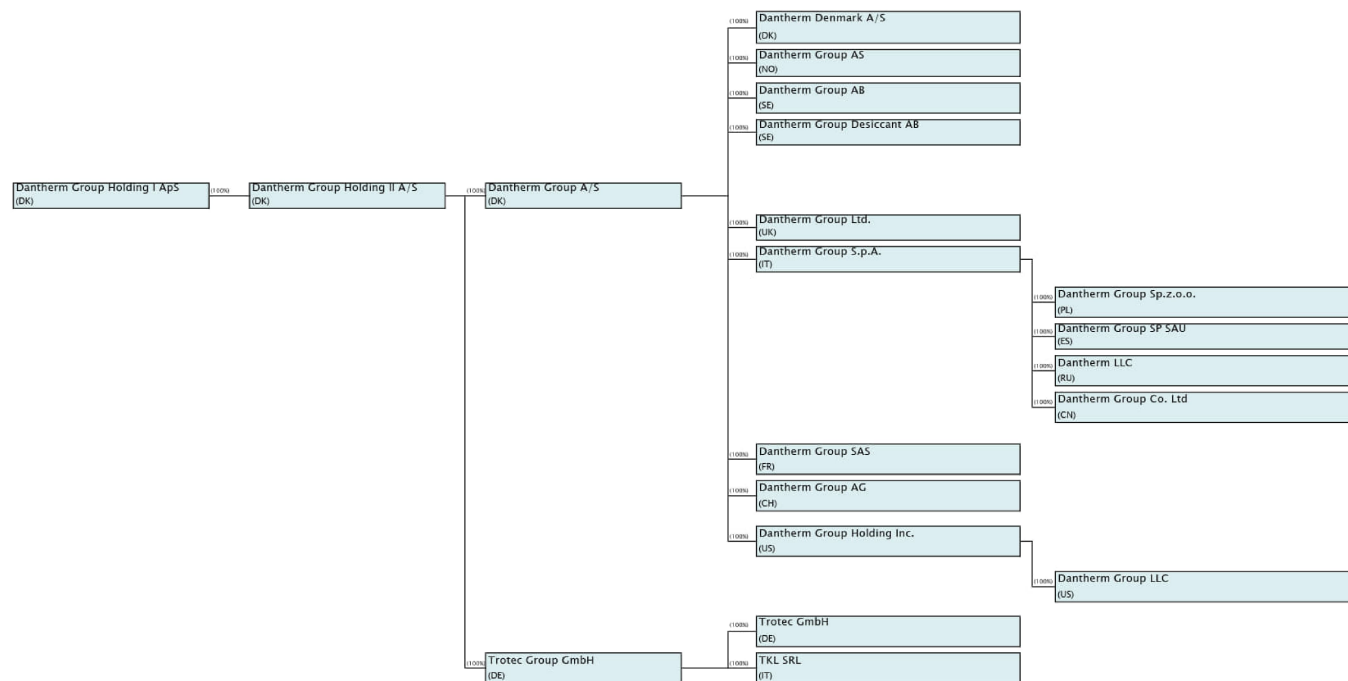 (100%)
Dantherm Denmark A/S
(DK)
(100%)
Dantherm Group AS
(NO)
(100%)
Dantherm Group AB
(SE)
(100%)
Dantherm Group Desiccant AB
(SE)
Dantherm Group Holding I ApS
(DK)
(100%)
Dantherm Group Holding II A/S
(DK)
(100%)
Dantherm Group A/S
(DK)
(100%)
Dantherm Group Ltd.
(UK)
(100%)
Dantherm Group S.p.A.
(IT)
(100%)
Dantherm Group Sp.z.o.o.
(PL)
(100%)
Dantherm Group SP SAU
(ES)
(100%)
Dantherm LLC
(RU)
(100%)
Dantherm Group Co. Ltd
(CN)
(100%)
Dantherm Group SAS
(FR)
(100%)
Dantherm Group AG
(CH)
(100%)
Dantherm Group Holding Inc.
(US)
(100%)
Dantherm Group LLC
(US)
(100%)
Trotec Group GmbH
(DE)
(100%)
Trotec GmbH
(DE)
(100%)
TKL SRL
(IT)